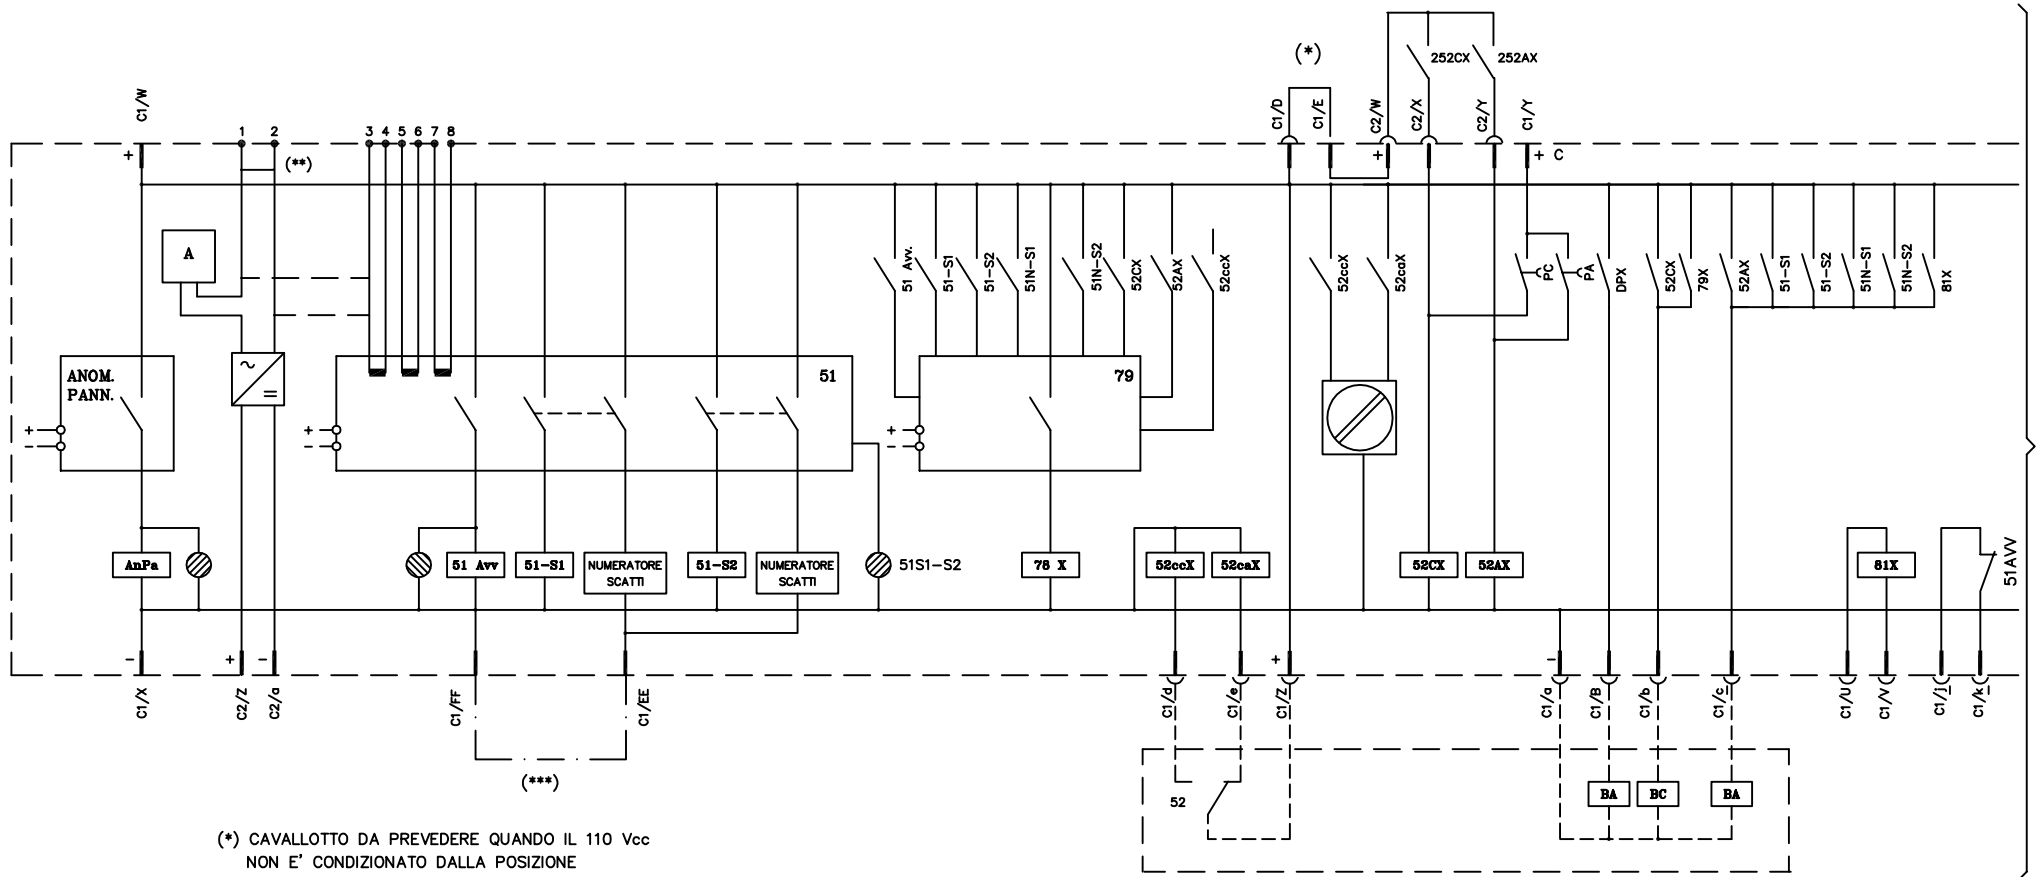 (*)
252CX
252AX
C1/W
C1/D
C1/E
C2/W
C2/X
C2/Y
C1/Y
1
2
3
4
5
6
7
8
+
(**)
+
+ C
A
51 Avv.
51-S1
51-S2
51N-S1
51N-S2
52CX
52AX
52ccX
52ccX
52caX
PC
PA
DPX
52CX
79X
52AX
51-S1
51-S2
51N-S1
51N-S2
81X
ANOM.
PANN.
51
79
+
-
+
-
+
-
~
=
AnPa
51 Avv
51-S1
NUMERATORE
SCATTI
51-S2
NUMERATORE
SCATTI
51S1-S2
78 X
52ccX
52caX
52CX
52AX
81X
51AVV
-
+
-
+
-
C1/X
C2/Z
C2/a
C1/FF
C1/EE
C1/d
C1/e
C1/Z
C1/a
C1/B
C1/b
C1/c
C1/U
C1/V
C1/j
C1/k
(***)
52
BA
BC
BA
(*) CAVALLOTTO DA PREVEDERE QUANDO IL 110 Vcc
NON E' CONDIZIONATO DALLA POSIZIONE